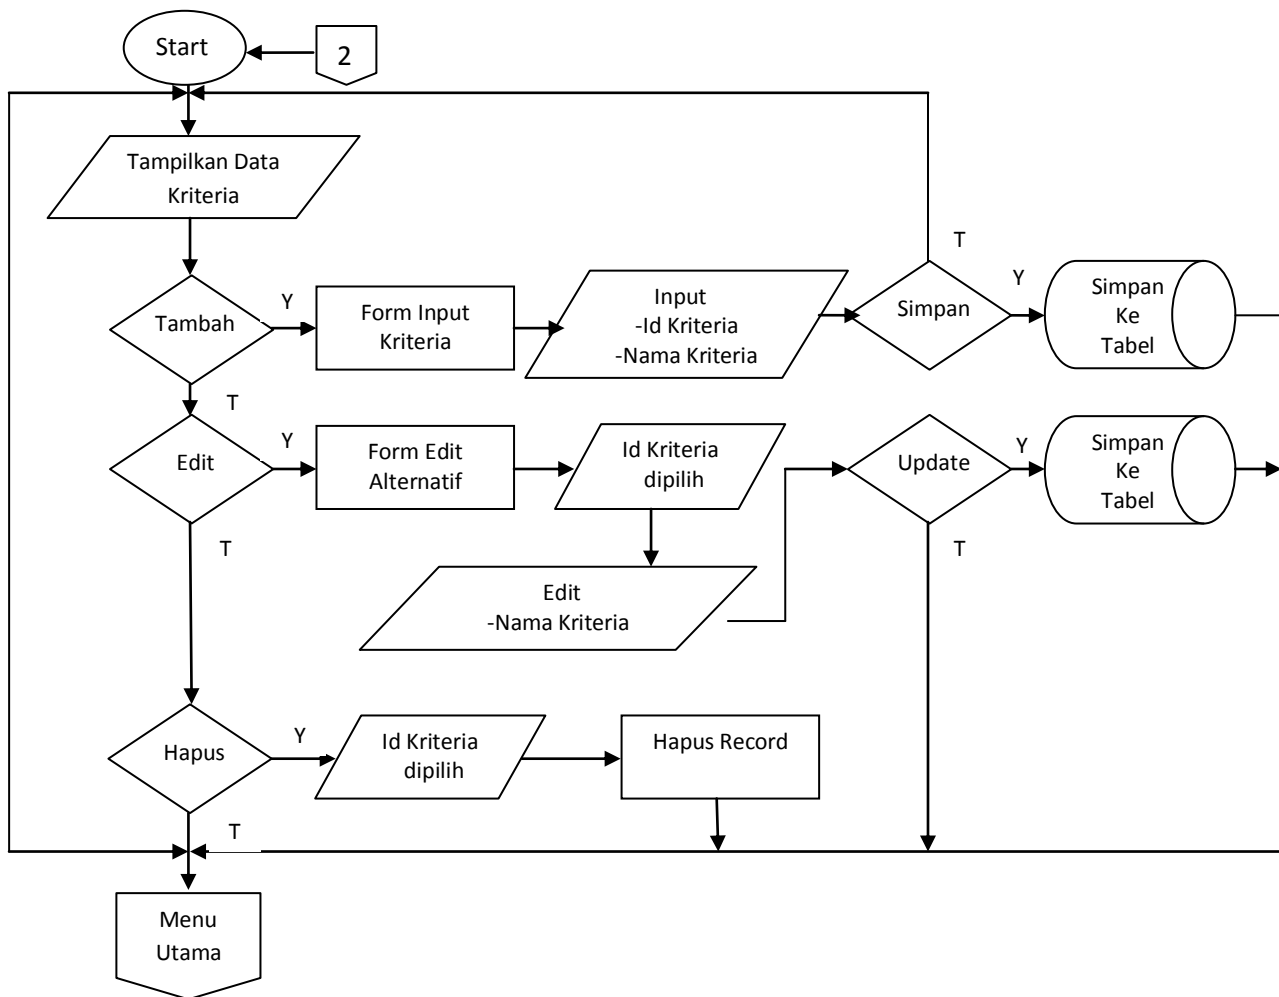 Start
2
Tampilkan Data
Kriteria
T
Tambah
Y
Form Input
Kriteria
Input
-Id Kriteria
-Nama Kriteria
Simpan
Y
Simpan
Ke
Tabel
T
Edit
Y
Form Edit
Alternatif
Id Kriteria
dipilih
Update
Y
Simpan
Ke
Tabel
T
T
Edit
-Nama Kriteria
Hapus
Y
Id Kriteria
dipilih
Hapus Record
T
Menu
Utama